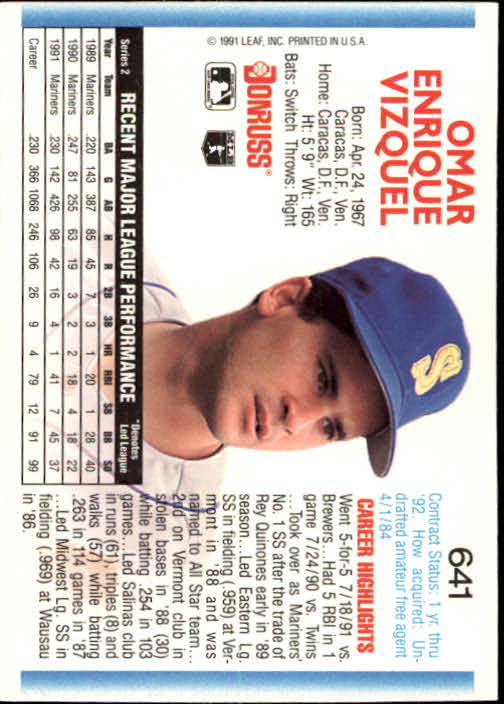 641
OMAR
ENRIQUE
VIZQUEL
Born: Apr. 24, 1967
Caracas, D.F., Ven.
Home: Caracas, D.F., Ven.
Ht: 5' 9" Wt: 165
Bats: Switch Throws: Right
DONRUSS
MLBPA
© 1991 LEAF, INC. PRINTED IN U.S.A.
S
Contract Status: 1 yr. thru
'92. How acquired: Un-
drafted amateur free agent
4/1/84
CAREER HIGHLIGHTS
Went 5-for-5 7/18/91 vs.
Brewers...Had 5 RBI in 1
game 7/24/90 vs. Twins
...Took over as Mariners'
No. 1 SS after the trade of
Rey Quinones early in '89
season...Led Eastern Lg.
SS in fielding (.959) at Ver-
mont in '88 and was
named to All Star team...
2nd on Vermont club in
stolen bases in '88 (30)
while batting .254 in 103
games...Led Salinas club
in runs (61), triples (8) and
walks (57) while batting
.263 in 114 games in '87
...Led Midwest Lg. SS in
fielding (.969) at Wausau
in '86.
Series 2 RECENT MAJOR LEAGUE PERFORMANCE *Denotes Led League
Year Team BA G AB H R 2B 3B HR RBI SB BB SO
1989 Mariners .220 143 387 85 45 7 3 1 20 1 28 40
1990 Mariners .247 81 255 63 19 3 2 2 18 4 18 22
1991 Mariners .230 142 426 98 42 16 4 1 41 7 45 37
Career .230 366 1068 246 106 26 9 4 79 12 91 99